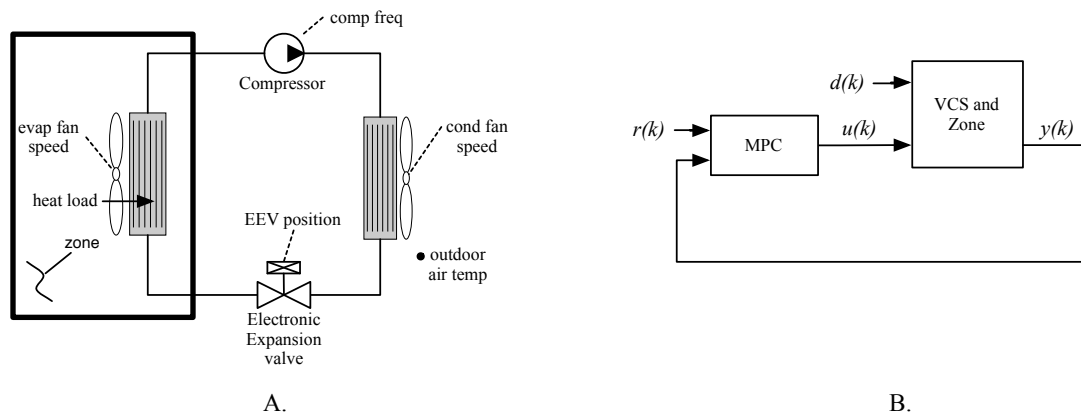 comp freq
Compressor
evap fan
speed
cond fan
speed
heat load
EEV position
zone
outdoor
air temp
Electronic
Expansion
valve
A.
d(k)
VCS and
Zone
r(k)
MPC
u(k)
y(k)
B.